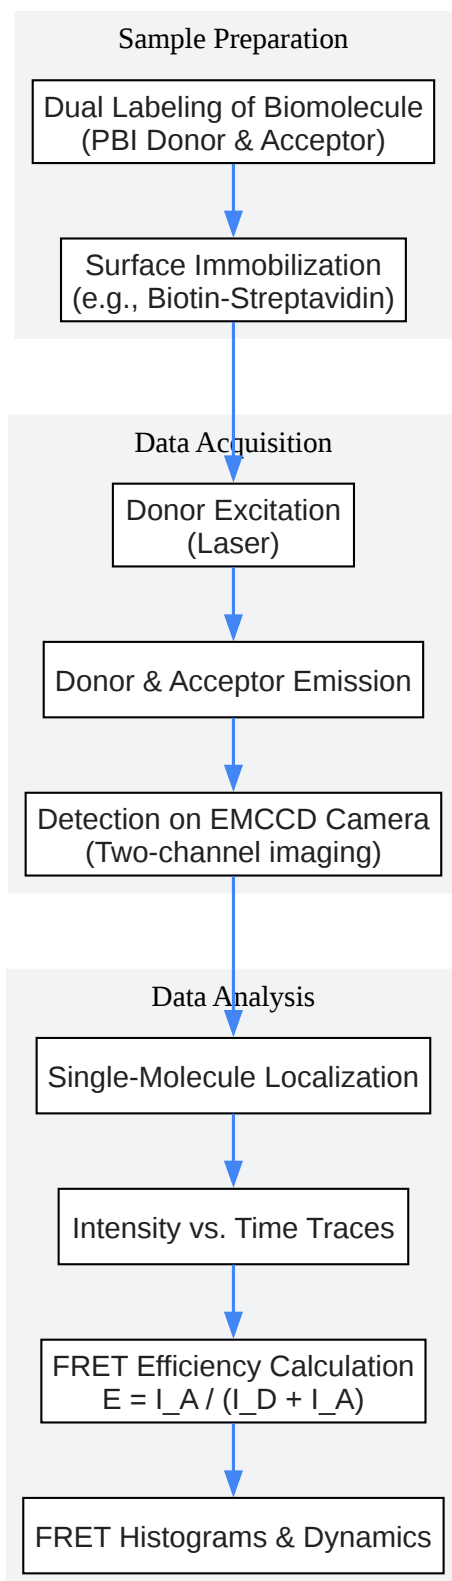 Sample Preparation
Dual Labeling of Biomolecule
(PBI Donor & Acceptor)
Surface Immobilization
(e.g., Biotin-Streptavidin)
Data Acquisition
Donor Excitation
(Laser)
Donor & Acceptor Emission
Detection on EMCCD Camera
(Two-channel imaging)
Data Analysis
Single-Molecule Localization
Intensity vs. Time Traces
FRET Efficiency Calculation
E = I_A / (I_D + I_A)
FRET Histograms & Dynamics